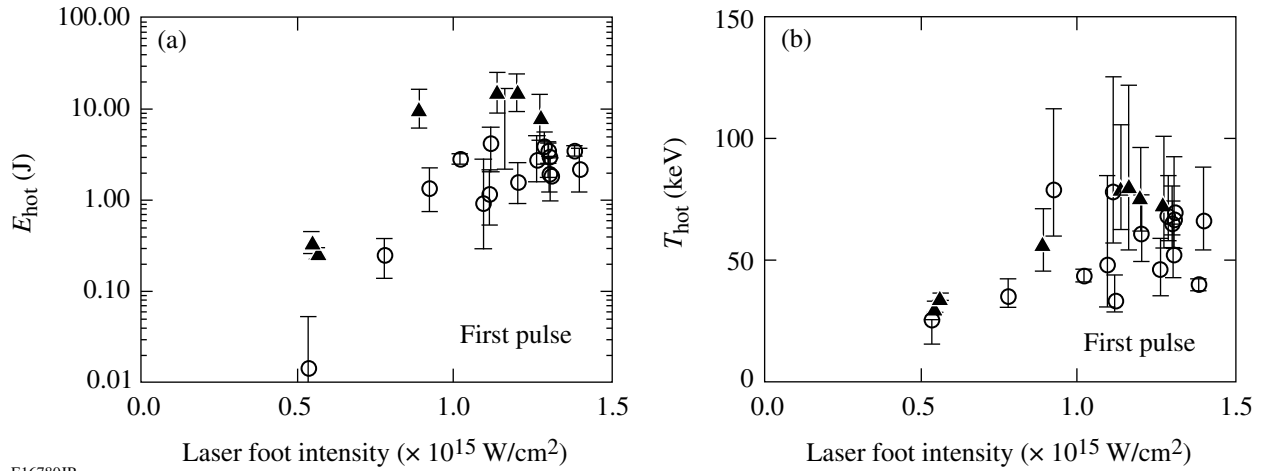 (a)
100.00
10.00
1.00
0.10
0.01
E_hot (J)
0.0 0.5 1.0 1.5
First pulse
Laser foot intensity (× 10^15 W/cm^2)
(b)
150
100
50
0
T_hot (keV)
0.0 0.5 1.0 1.5
First pulse
Laser foot intensity (× 10^15 W/cm^2)